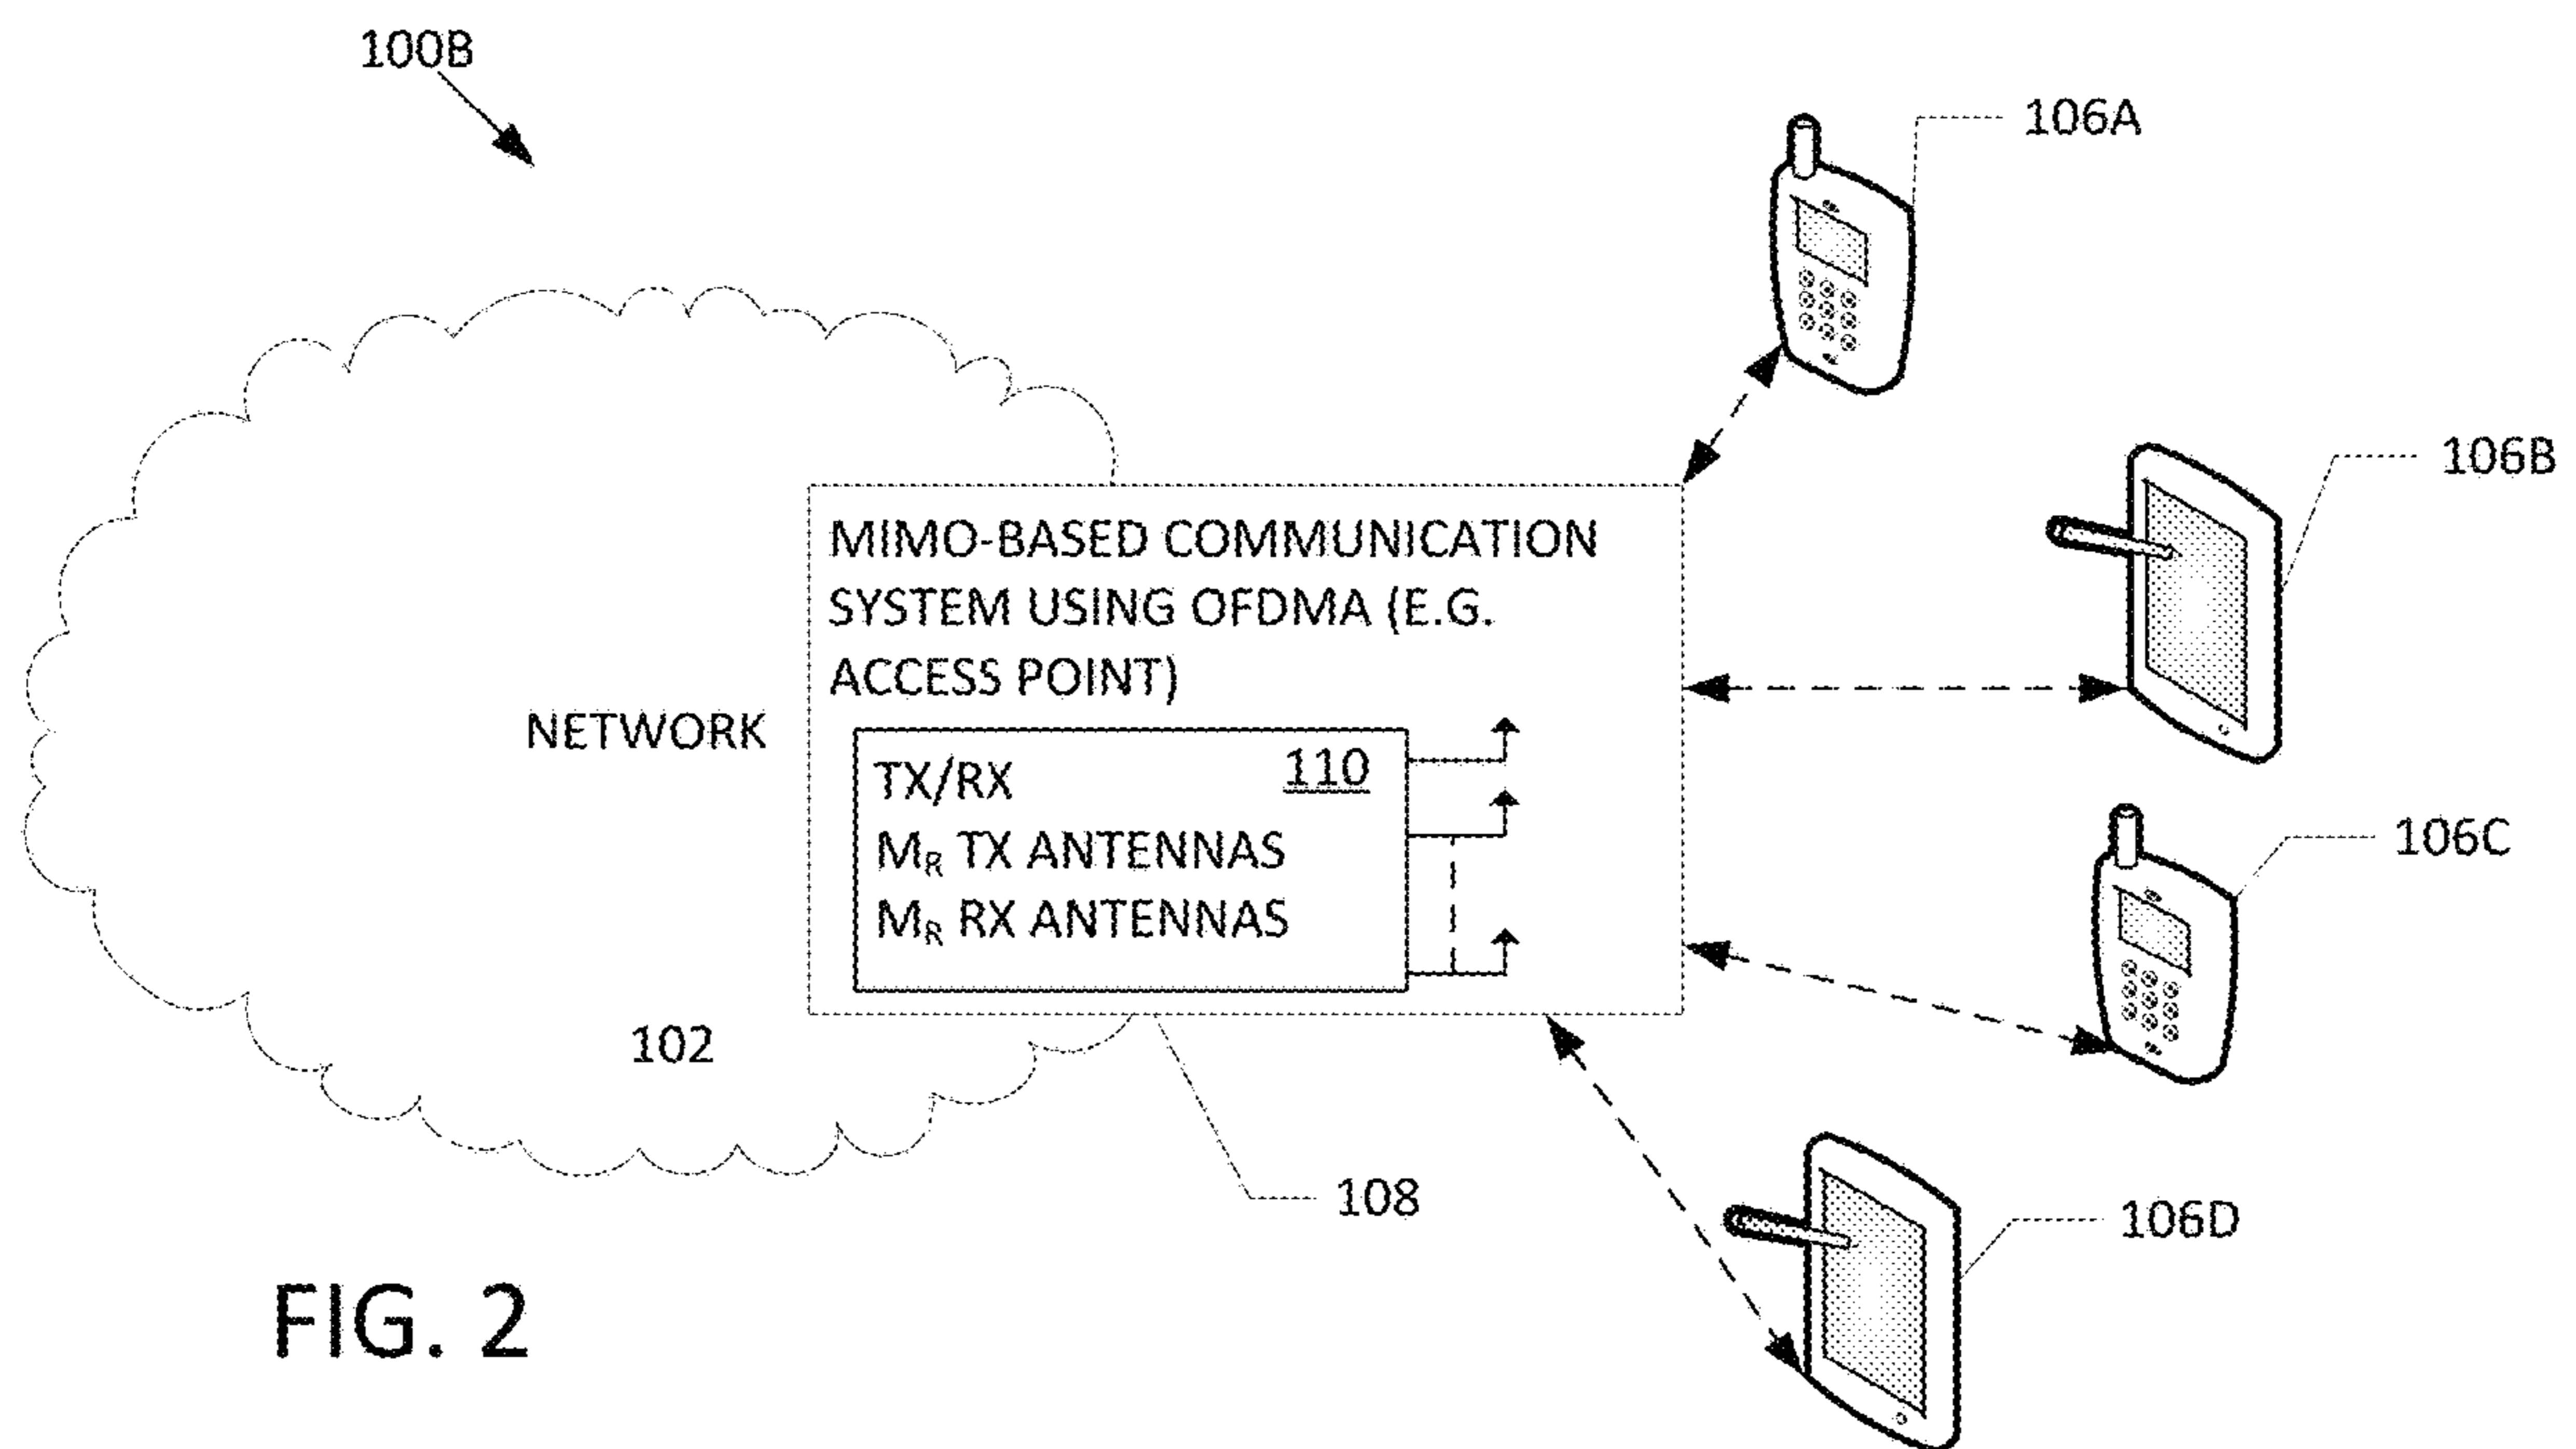 100B
106A
106B
MIMO-BASED COMMUNICATION
SYSTEM USING OFDMA (E.G.
ACCESS POINT)
NETWORK
TX/RX 110
MR TX ANTENNAS
MR RX ANTENNAS
106C
102
108
106D
FIG. 2